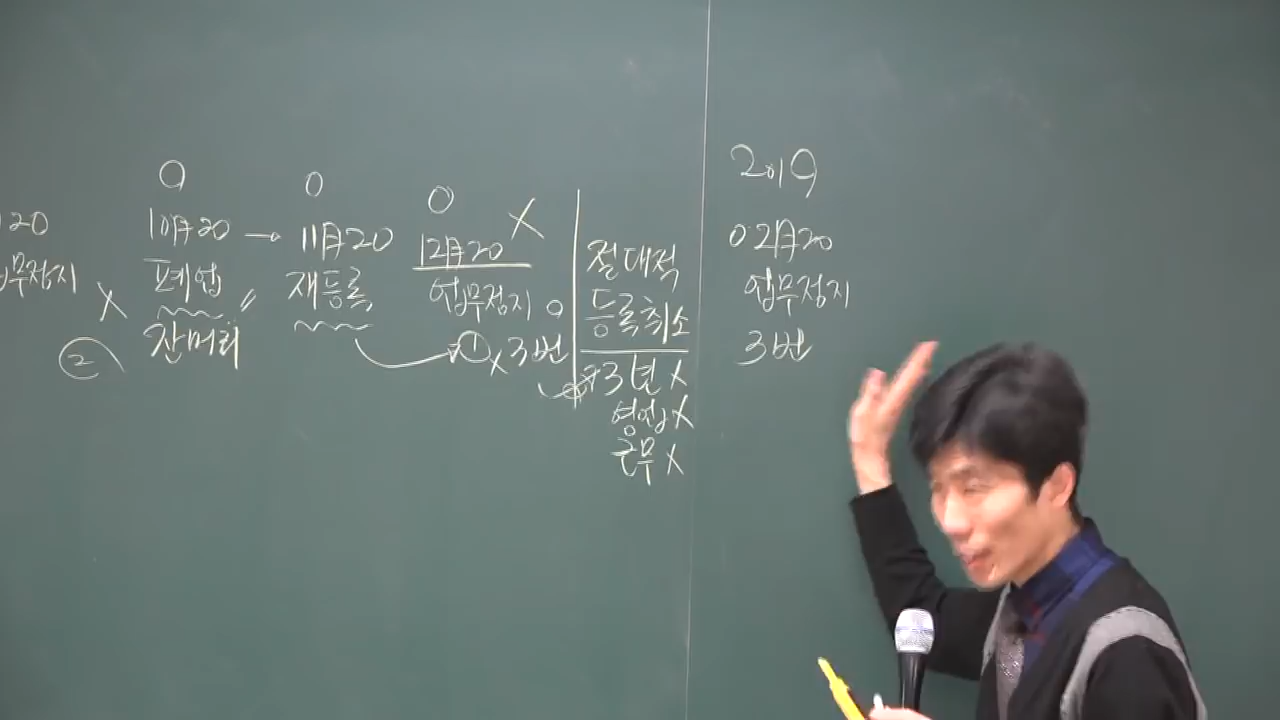 20
업무정지
X
②
O
10月20 →
폐업
잔머리
O
11月20
재등록
O
12月20 X
업무정지 O
① X 3번
절대적
등록취소
3년 X
영업 X
근무 X
2019
02月20
업무정지
3번